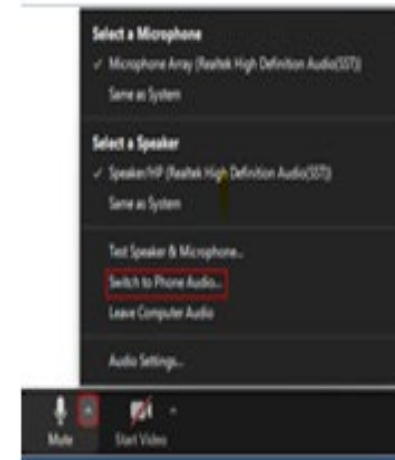 Select a Microphone
✓ Microphone Array (Realtek High Definition Audio(SST))
Same as System
Select a Speaker
✓ Speaker/HP (Realtek High Definition Audio(SST))
Same as System
Test Speaker & Microphone...
Switch to Phone Audio...
Leave Computer Audio
Audio Settings...
Mute Start Video